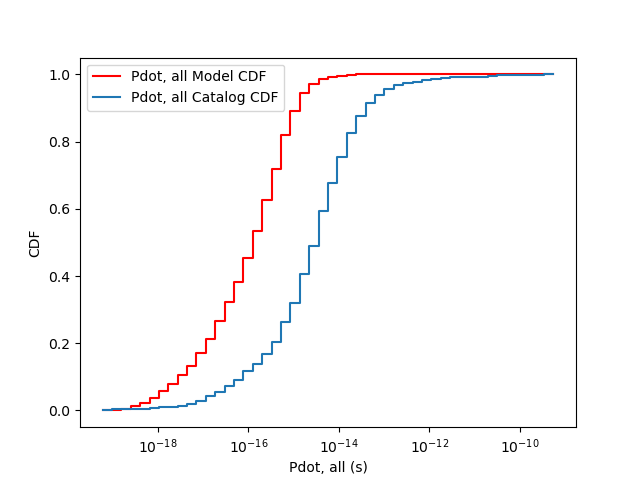 Pdot, all Model CDF
Pdot, all Catalog CDF
1.0
0.8
0.6
0.4
0.2
0.0
CDF
10⁻¹⁸ 10⁻¹⁶ 10⁻¹⁴ 10⁻¹² 10⁻¹⁰
Pdot, all (s)